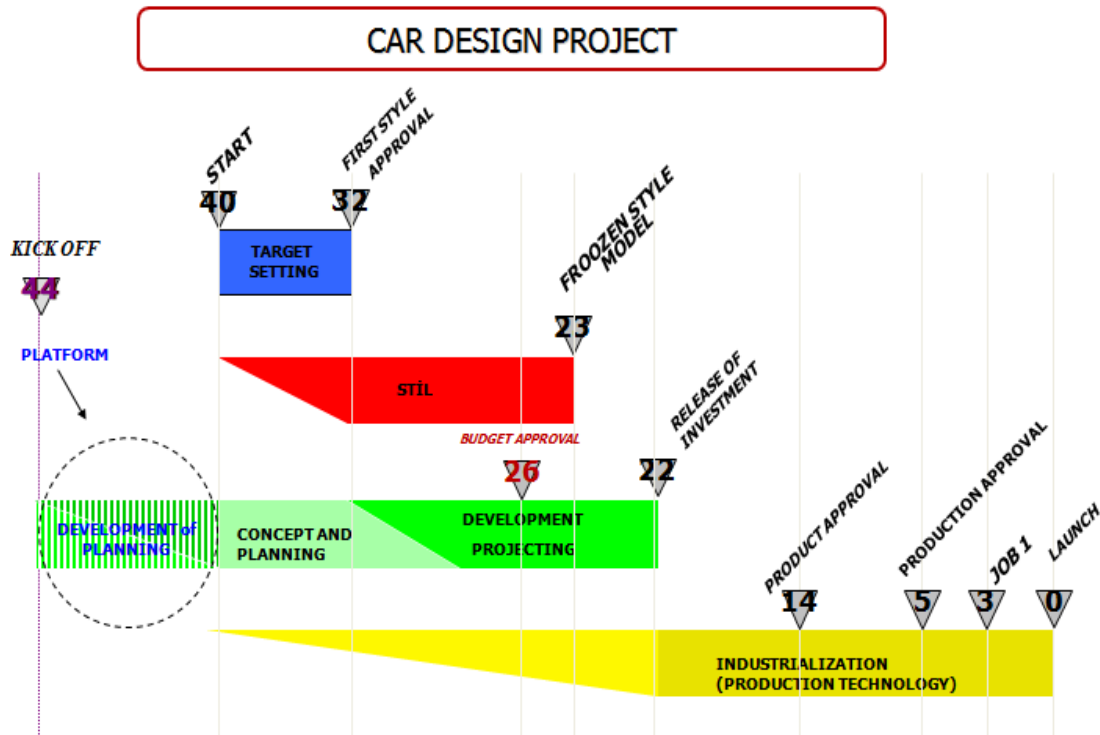 CAR DESIGN PROJECT
START
FIRST STYLE
APPROVAL
40
32
KICK OFF
44
TARGET
SETTING
FROOZEN STYLE
MODEL
23
PLATFORM
STİL
RELEASE OF
INVESTMENT
BUDGET APPROVAL
26
22
DEVELOPMENT of
PLANNING
CONCEPT AND
PLANNING
DEVELOPMENT
PROJECTING
PRODUCT APPROVAL
PRODUCTION APPROVAL
JOB 1
LAUNCH
14
5
3
0
INDUSTRIALIZATION
(PRODUCTION TECHNOLOGY)